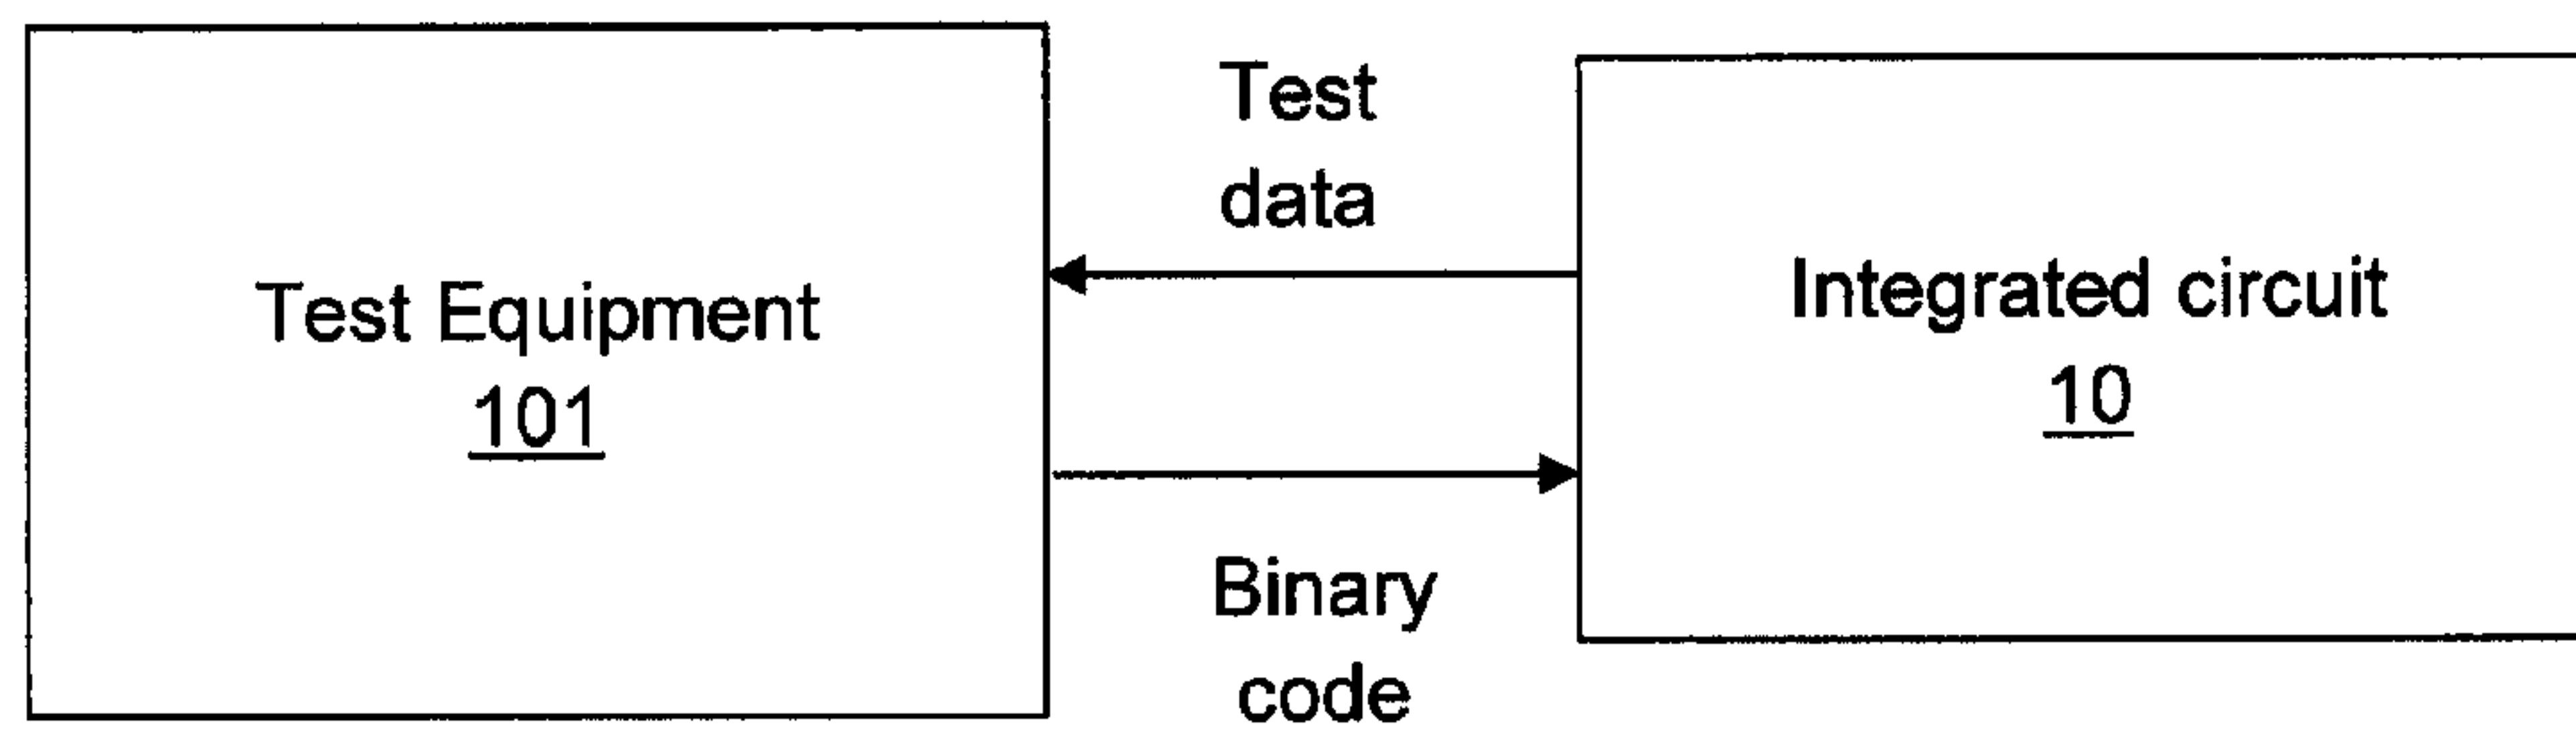 Test Equipment
101
Test
data
Binary
code
Integrated circuit
10